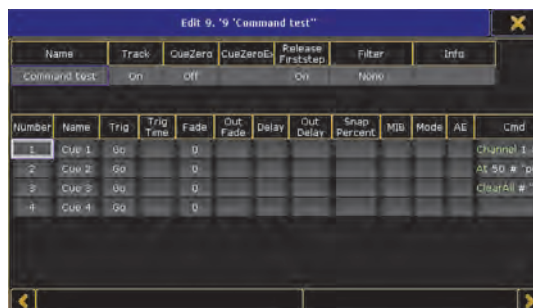 Edit 9. '9 'Command test''
Name Track CueZero CueZeroEx Release Firststep Filter Info
Command test On Off On None
Number Name Trig Trig Time Fade Out Fade Delay Out Delay Snap Percent MIB Mode AE Cmd
1 Cue 1 Go 0 Channel 1
2 Cue 2 Go 0 At 50 # "p
3 Cue 3 Go 0 ClearAll # "
4 Cue 4 Go 0